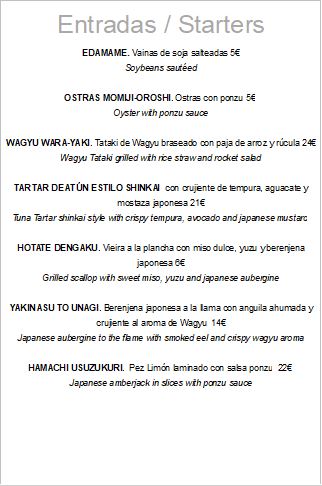 Entradas / Starters
EDAMAME. Vainas de soja salteadas 5€
Soybeans sautéed
OSTRAS MOMIJI-OROSHI. Ostras con ponzu 5€
Oyster with ponzu sauce
WAGYU WARA-YAKI. Tataki de Wagyu braseado con paja de arroz y rúcula 24€
Wagyu Tataki grilled with rice straw and rocket salad
TARTAR DE ATÚN ESTILO SHINKAI con crujiente de tempura, aguacate y
mostaza japonesa 21€
Tuna Tartar shinkai style with crispy tempura, avocado and japanese mustarc
HOTATE DENGAKU. Vieira a la plancha con miso dulce, yuzu y berenjena
japonesa 6€
Grilled scallop with sweet miso, yuzu and japanese aubergine
YAKINASU TO UNAGI. Berenjena japonesa a la llama con anguila ahumada y
crujiente al aroma de Wagyu 14€
Japanese aubergine to the flame with smoked eel and crispy wagyu aroma
HAMACHI USUZUKURI. Pez Limón laminado con salsa ponzu 22€
Japanese amberjack in slices with ponzu sauce